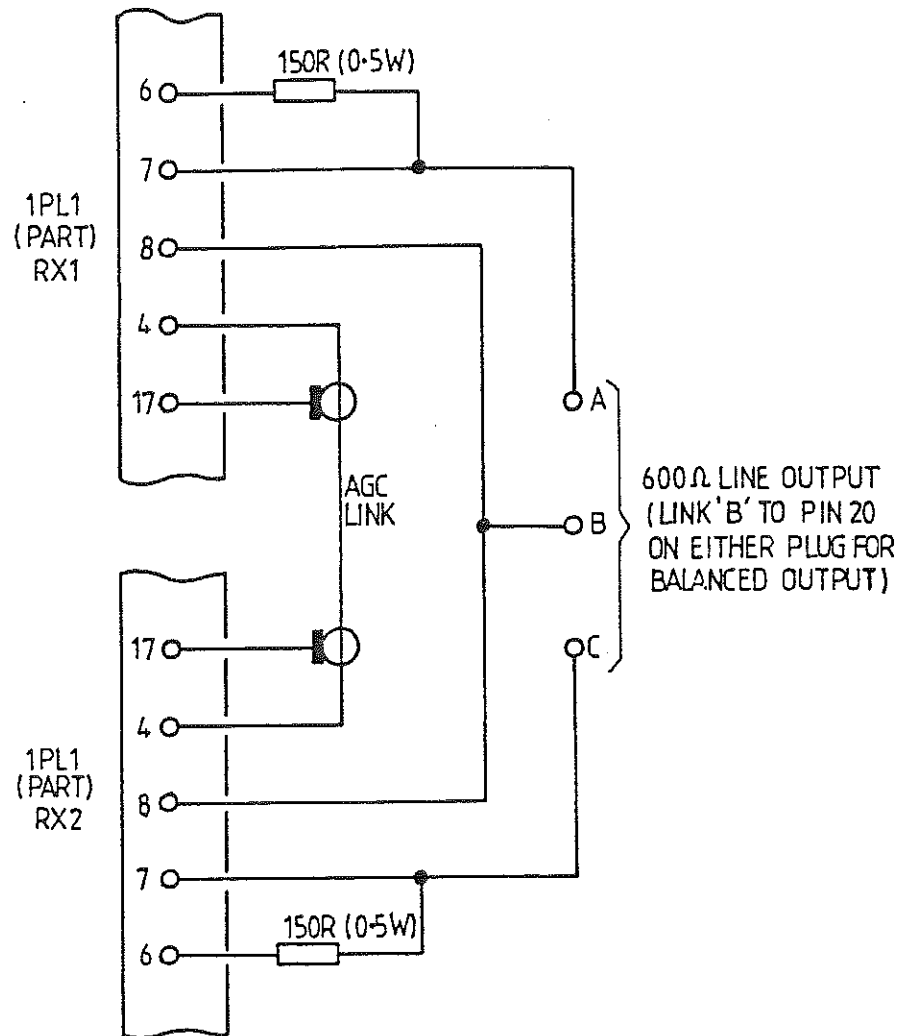 150R (0·5W)
6
7
8
4
17
1PL1
(PART)
RX1
A
B
C
600Ω LINE OUTPUT
(LINK 'B' TO PIN 20
ON EITHER PLUG FOR
BALANCED OUTPUT)
AGC
LINK
17
4
8
7
6
1PL1
(PART)
RX2
150R (0·5W)